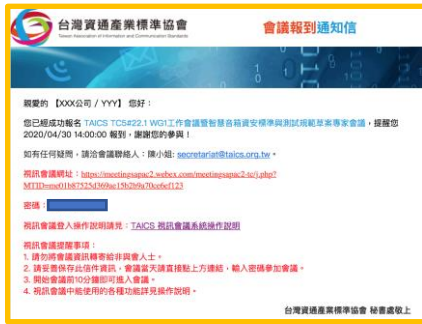 台灣資通產業標準協會
Taiwan Association of Information and Communication Standards
會議報到通知信
親愛的 【XXX公司 / YYY】 您好：
您已經成功報名 TAICS TC5#22.1 WG1工作會議暨智慧音箱資安標準與測試規範草案專家會議，提醒您
2020/04/30 14:00:00 報到，謝謝您的參與！
如有任何疑問，請洽會議聯絡人：陳小姐: secretariat@taics.org.tw。
視訊會議網址：https://meetingsapac2.webex.com/meetingsapac2-tc/j.php?
MTID=me01b87525d369ae15b2b9a70ce6ef123
密碼：
視訊會議登入操作說明請見：TAICS 視訊會議系統操作說明
視訊會議提醒事項：
1. 請勿將會議資訊轉寄給非與會人士。
2. 請妥善保存此信件資訊，會議當天請直接點上方連結，輸入密碼參加會議。
3. 開始會議前10分鐘即可進入會議。
4. 視訊會議中能使用的各種功能詳見操作說明。
台灣資通產業標準協會 秘書處敬上